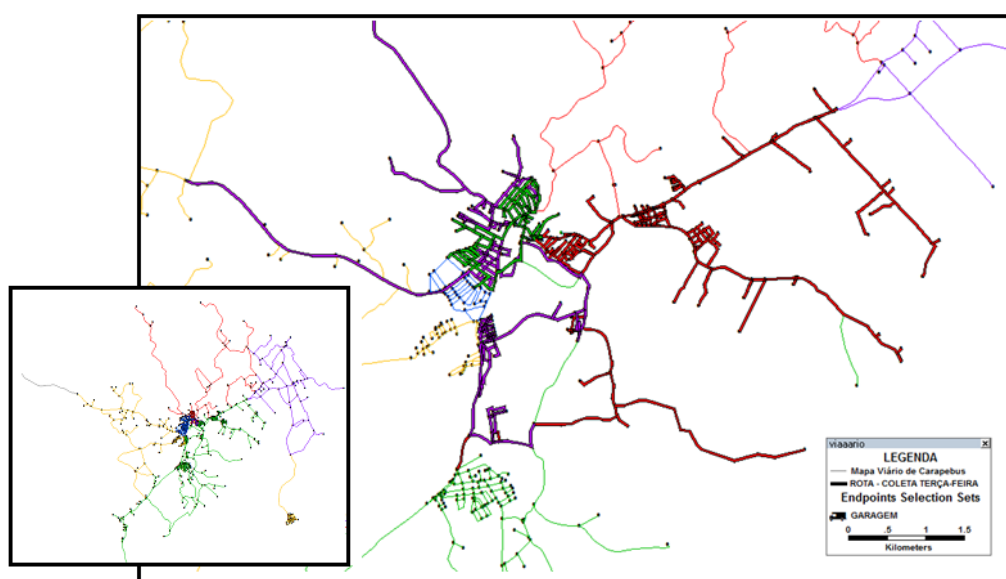 viaaario
LEGENDA
Mapa Viário de Carapebus
ROTA - COLETA TERÇA-FEIRA
Endpoints Selection Sets
GARAGEM
0 .5 1 1.5
Kilometers